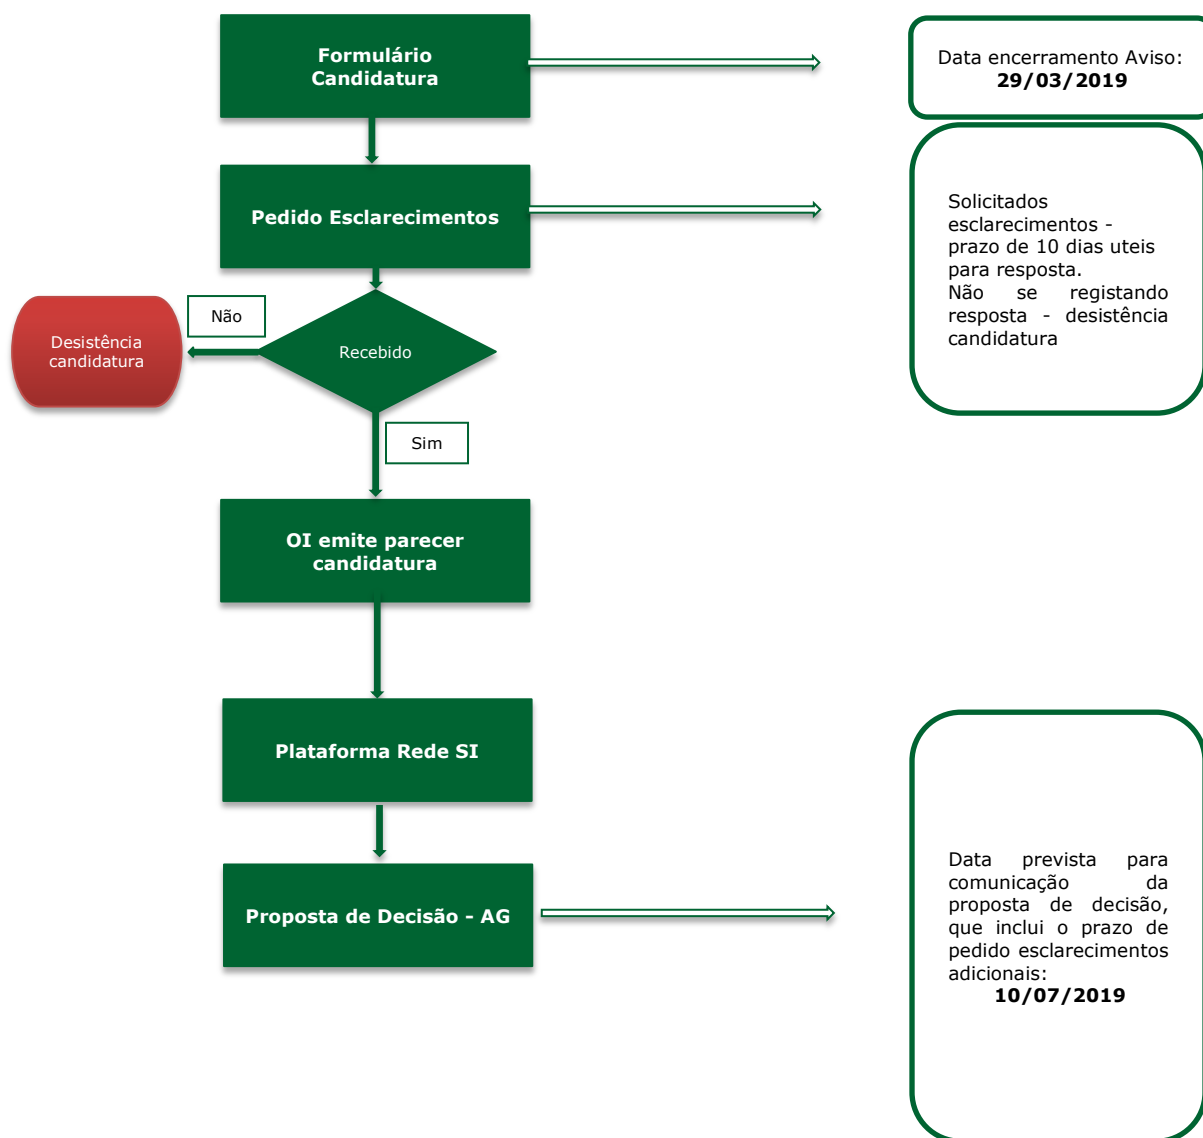 Formulário
Candidatura
Data encerramento Aviso:
29/03/2019
Pedido Esclarecimentos
Solicitados
esclarecimentos -
prazo de 10 dias uteis
para resposta.
Não se registando
resposta - desistência
candidatura
Não
Desistência
candidatura
Recebido
Sim
OI emite parecer
candidatura
Plataforma Rede SI
Proposta de Decisão - AG
Data prevista para
comunicação da
proposta de decisão,
que inclui o prazo de
pedido esclarecimentos
adicionais:
10/07/2019